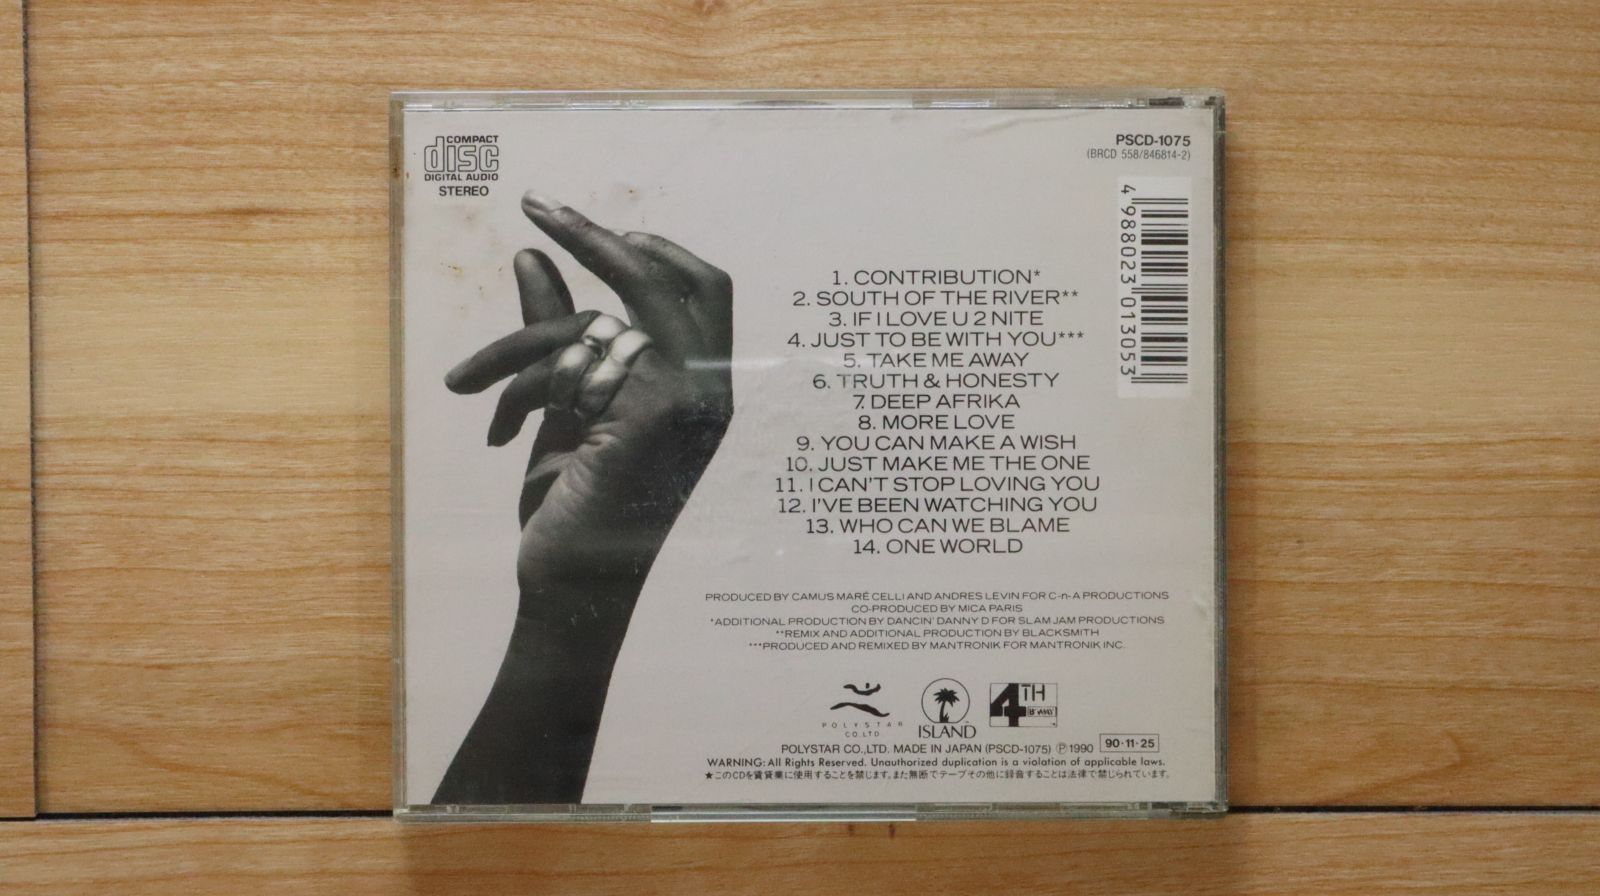 COMPACT
disc
DIGITAL AUDIO
STEREO
PSCD-1075
(BRCD 558/846814-2)
4 988023 013053
1. CONTRIBUTION*
2. SOUTH OF THE RIVER**
3. IF I LOVE U 2 NITE
4. JUST TO BE WITH YOU***
5. TAKE ME AWAY
6. TRUTH & HONESTY
7. DEEP AFRIKA
8. MORE LOVE
9. YOU CAN MAKE A WISH
10. JUST MAKE ME THE ONE
11. I CAN'T STOP LOVING YOU
12. I'VE BEEN WATCHING YOU
13. WHO CAN WE BLAME
14. ONE WORLD
PRODUCED BY CAMUS MARÉ CELLI AND ANDRES LEVIN FOR C-n-A PRODUCTIONS
CO-PRODUCED BY MICA PARIS
*ADDITIONAL PRODUCTION BY DANCIN' DANNY D FOR SLAM JAM PRODUCTIONS
**REMIX AND ADDITIONAL PRODUCTION BY BLACKSMITH
***PRODUCED AND REMIXED BY MANTRONIK FOR MANTRONIK INC.
POLYSTAR
CO.LTD.
ISLAND
4TH
B'WAY
POLYSTAR CO.,LTD. MADE IN JAPAN (PSCD-1075) Ⓟ 1990 90·11·25
WARNING: All Rights Reserved. Unauthorized duplication is a violation of applicable laws.
★このCDを賃貸業に使用することを禁じます。また無断でテープその他に録音することは法律で禁じられています。